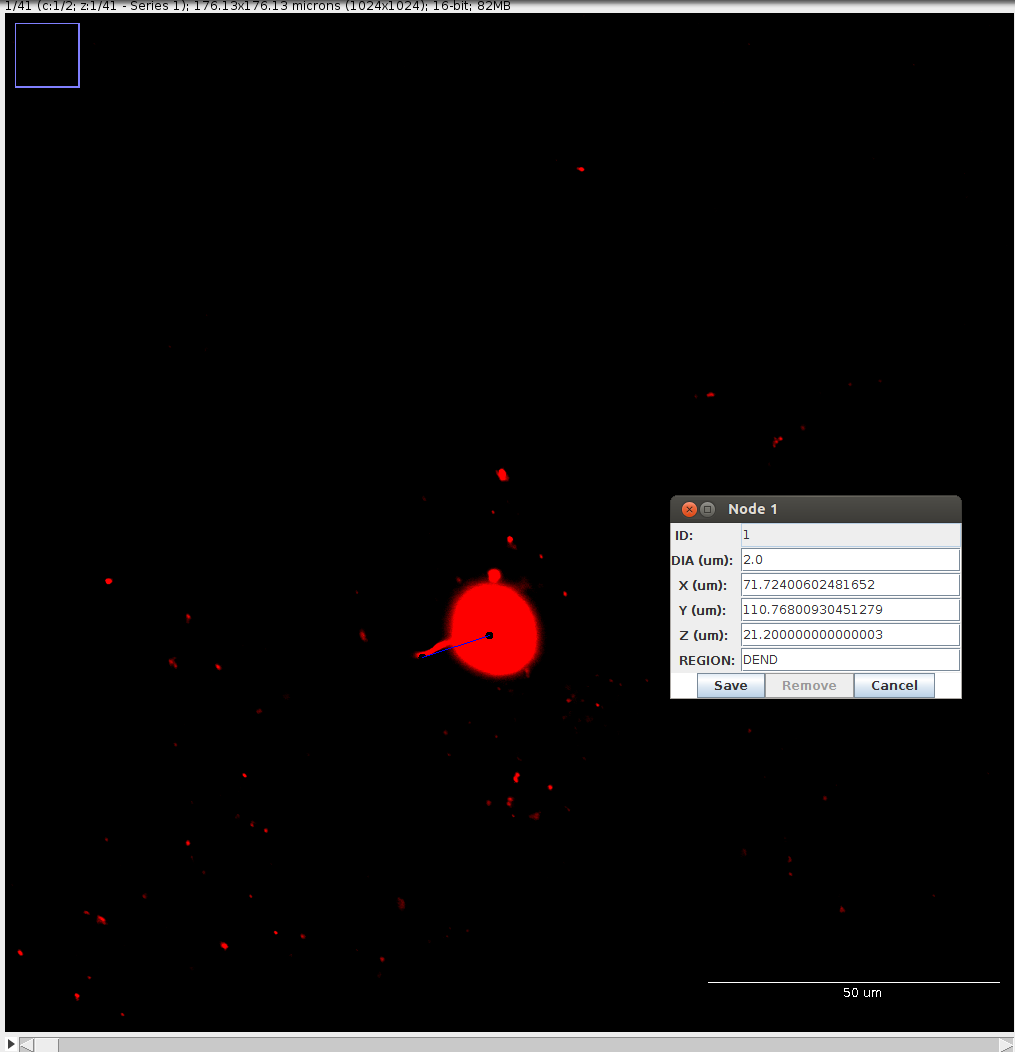 1/41 (c:1/2; z:1/41 - Series 1); 176.13x176.13 microns (1024x1024); 16-bit; 82MB
Node 1
ID: 1
DIA (um): 2.0
X (um): 71.72400602481652
Y (um): 110.76800930451279
Z (um): 21.200000000000003
REGION: DEND
Save Remove Cancel
50 um